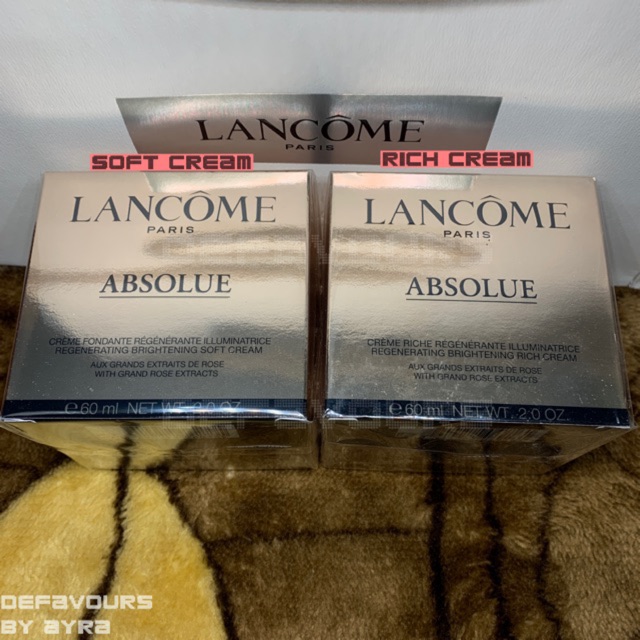 LANCÔME
PARIS
SOFT CREAM
RICH CREAM
LANCÔME
PARIS
ABSOLUE
CRÈME FONDANTE RÉGÉNÉRANTE ILLUMINATRICE
REGENERATING BRIGHTENING SOFT CREAM
AUX GRANDS EXTRAITS DE ROSE
WITH GRAND ROSE EXTRACTS
℮ 60 ml NET WT. 2.0 OZ.
LANCÔME
PARIS
ABSOLUE
CRÈME RICHE RÉGÉNÉRANTE ILLUMINATRICE
REGENERATING BRIGHTENING RICH CREAM
AUX GRANDS EXTRAITS DE ROSE
WITH GRAND ROSE EXTRACTS
℮ 60 ml NET WT. 2.0 OZ.
DEFAVOURS
BY AYRA